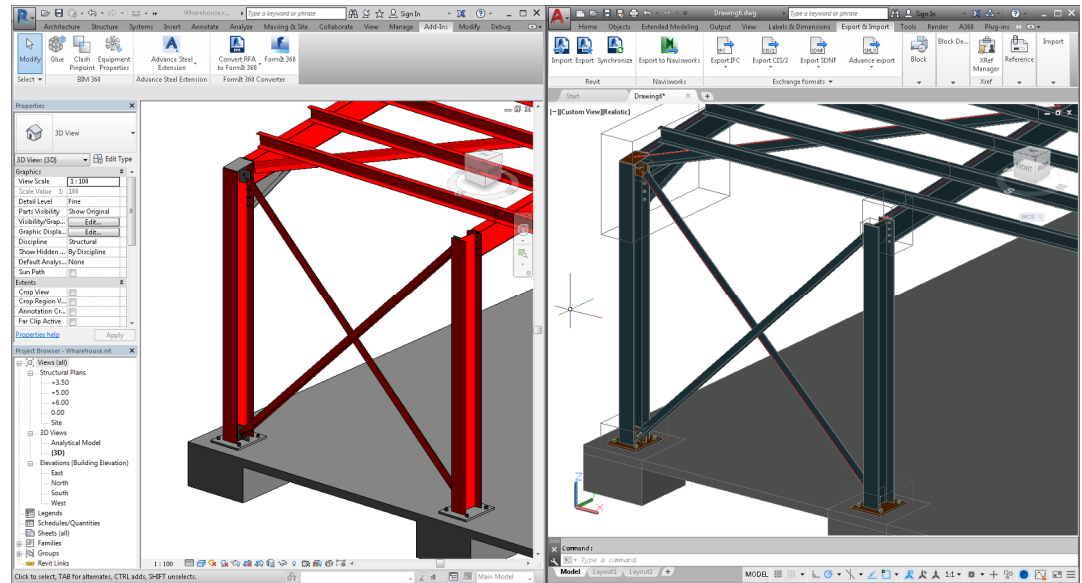 Wharehouse.r...
Type a keyword or phrase
Sign In
Architecture Structure Systems Insert Annotate Analyze Massing & Site Collaborate View Manage Add-Ins Modify Debug
Modify
Glue
Clash Pinpoint
Equipment Properties
Advance Steel Extension
Convert RFA to FormIt 360
FormIt 360
Select
BIM 360
Advance Steel Extension
FormIt 360 Converter
Properties
3D View
3D View: {3D}
Edit Type
Graphics
View Scale 1 : 100
Scale Value 1: 100
Detail Level Fine
Parts Visibility Show Original
Visibility/Grap... Edit...
Graphic Displa... Edit...
Discipline Structural
Show Hidden ... By Discipline
Default Analys... None
Sun Path
Extents
Crop View
Crop Region V...
Annotation Cr...
Far Clip Active
Properties help
Apply
Project Browser - Wharehouse.rvt
Views (all)
Structural Plans
+3.50
+5.00
+6.00
0.00
Site
3D Views
Analytical Model
{3D}
Elevations (Building Elevation)
East
North
South
West
Legends
Schedules/Quantities
Sheets (all)
Families
Groups
Revit Links
FRONT
1 : 100
Click to select, TAB for alternates, CTRL adds, SHIFT unselects.
:0
Main Model
Drawing6.dwg
Type a keyword or phrase
Sign In
Home Objects Extended Modeling Output View Labels & Dimensions Export & Import Tools Render A360 Plug-ins
Import
Export
Synchronize
Export to Navisworks
Export IFC
Export CIS/2
Export SDNF
Advance export
Block
Block De...
XRef Manager
Reference
Import
Revit
Navisworks
Exchange formats
Xref
Start
Drawing6*
[−][Custom View][Realistic]
FRONT
WCS
Z
X
Command:
Type a command
Model Layout1 Layout2 +
MODEL
1:1
90